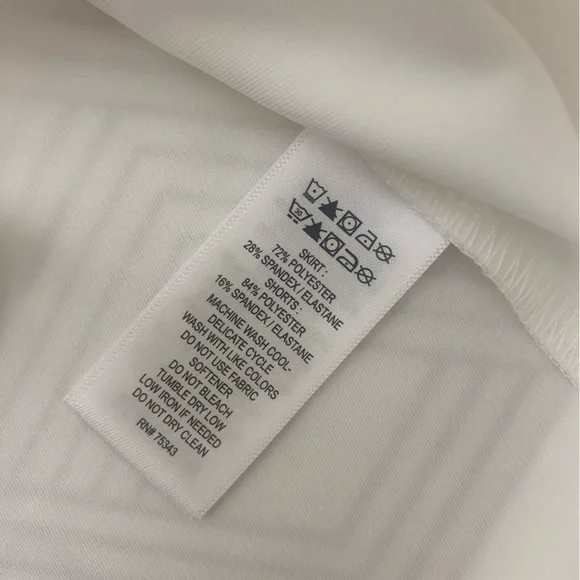 30
SKIRT :
72% POLYESTER
28% SPANDEX / ELASTANE
SHORTS :
84% POLYESTER
16% SPANDEX / ELASTANE
MACHINE WASH COOL-
DELICATE CYCLE
WASH WITH LIKE COLORS
DO NOT USE FABRIC
SOFTENER
DO NOT BLEACH
TUMBLE DRY LOW
LOW IRON IF NEEDED
DO NOT DRY CLEAN
RN# 75343